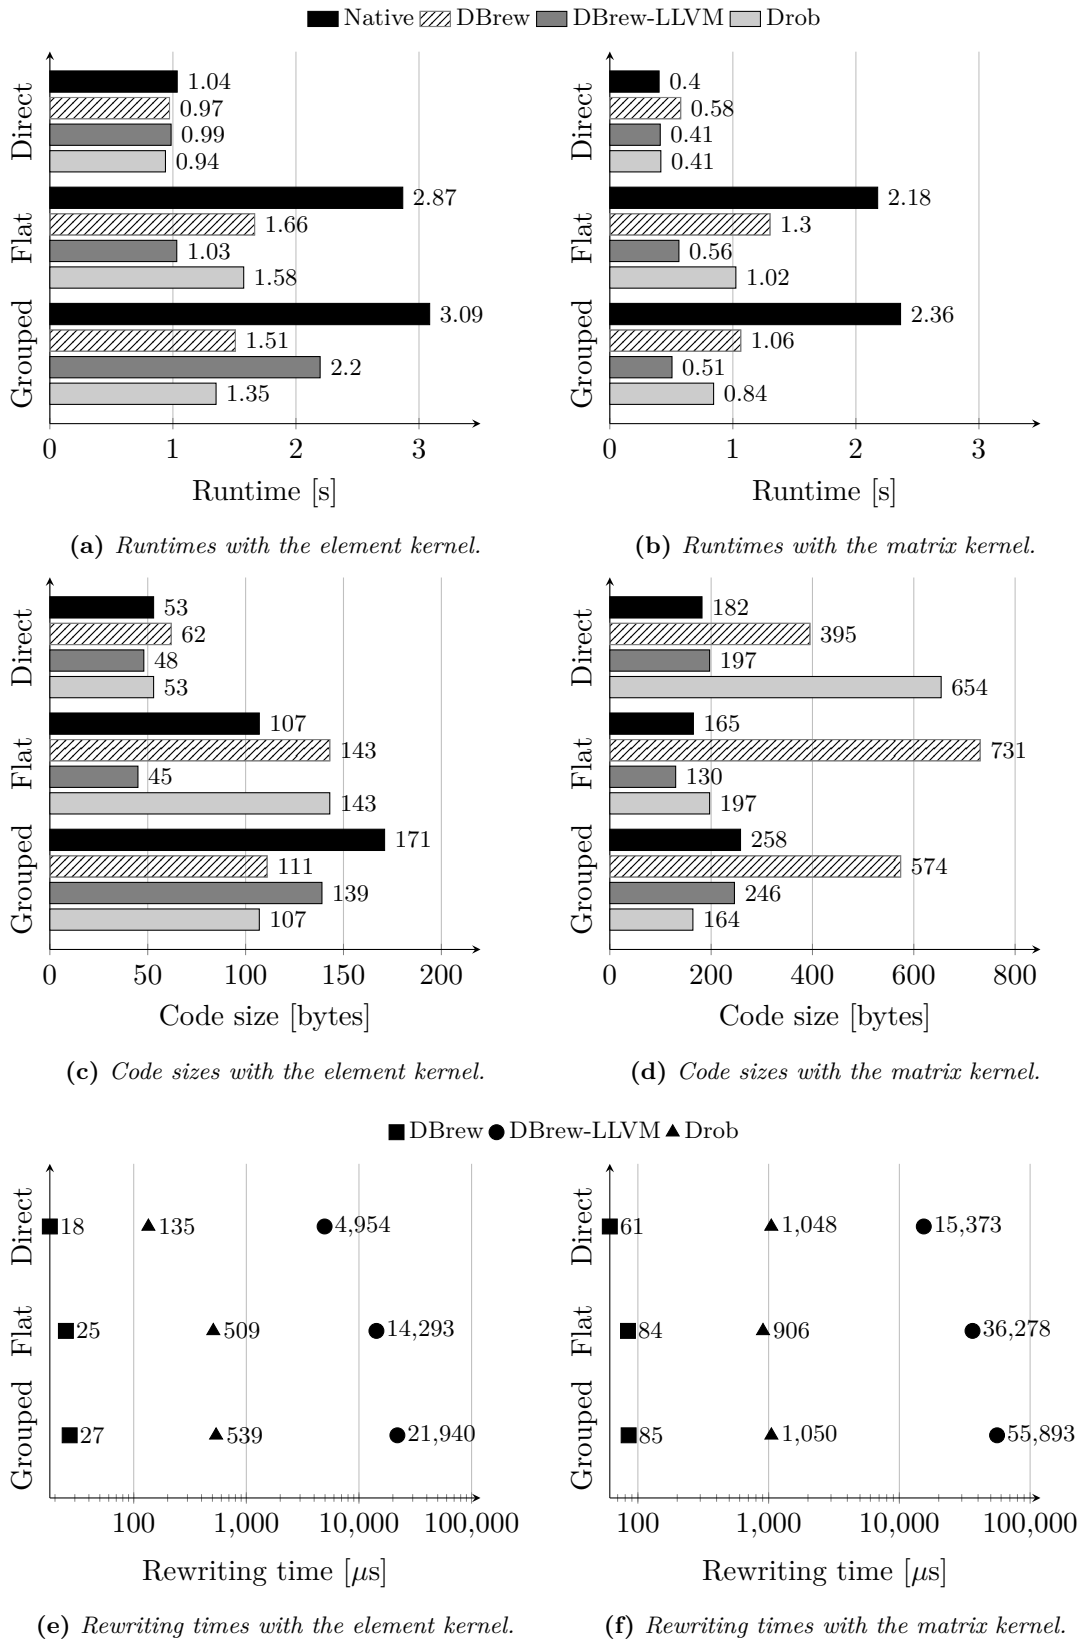 Native DBrew DBrew-LLVM Drob
Direct
1.04
0.97
0.99
0.94
Flat
2.87
1.66
1.03
1.58
Grouped
3.09
1.51
2.2
1.35
0 1 2 3
Runtime [s]
(a) Runtimes with the element kernel.
Direct
0.4
0.58
0.41
0.41
Flat
2.18
1.3
0.56
1.02
Grouped
2.36
1.06
0.51
0.84
0 1 2 3
Runtime [s]
(b) Runtimes with the matrix kernel.
Direct
53
62
48
53
Flat
107
143
45
143
Grouped
171
111
139
107
0 50 100 150 200
Code size [bytes]
(c) Code sizes with the element kernel.
Direct
182
395
197
654
Flat
165
731
130
197
Grouped
258
574
246
164
0 200 400 600 800
Code size [bytes]
(d) Code sizes with the matrix kernel.
DBrew DBrew-LLVM Drob
Direct
18 135 4,954
Flat
25 509 14,293
Grouped
27 539 21,940
100 1,000 10,000 100,000
Rewriting time [μs]
(e) Rewriting times with the element kernel.
Direct
61 1,048 15,373
Flat
84 906 36,278
Grouped
85 1,050 55,893
100 1,000 10,000 100,000
Rewriting time [μs]
(f) Rewriting times with the matrix kernel.